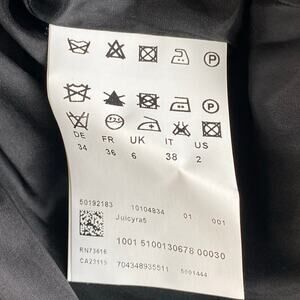 P
P
DE FR UK IT US
34 36 6 38 2
50192183 10104834 01 001
Juicyra5
1001 5100130678 00030
RN73616
CA23115 704348935511 5001444